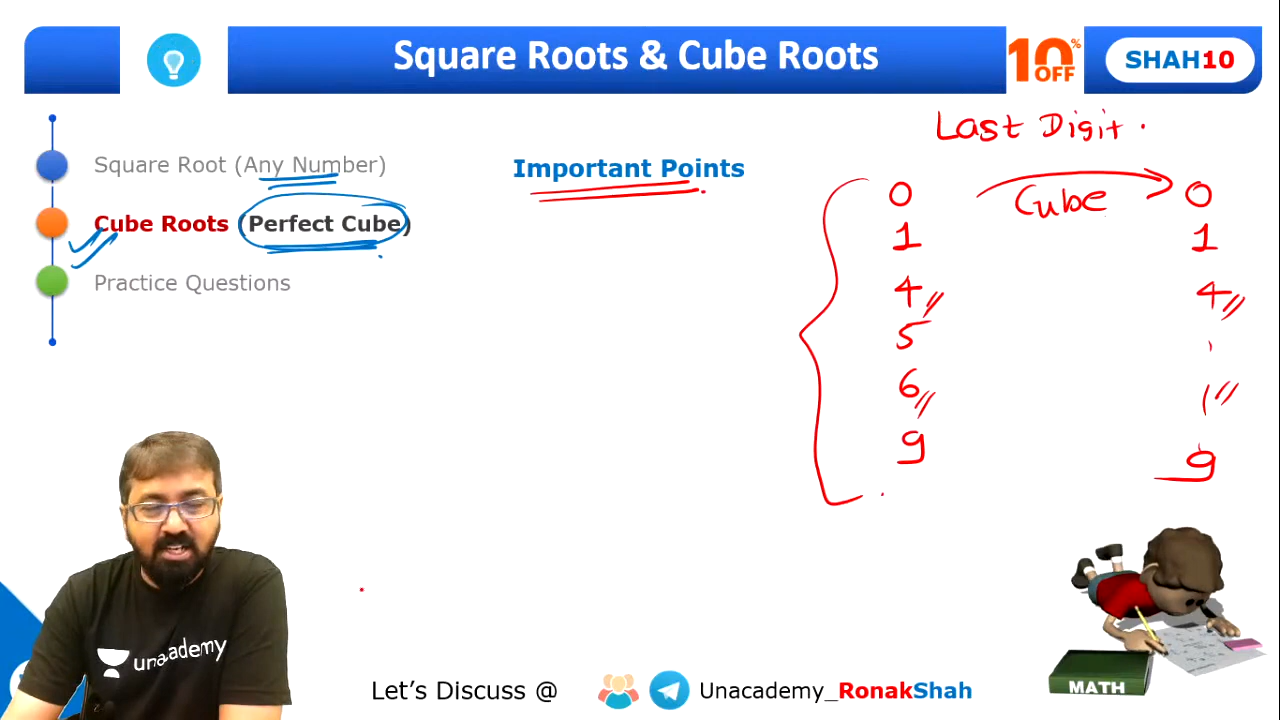 Square Roots & Cube Roots
10% OFF
SHAH10
Square Root (Any Number)
Cube Roots (Perfect Cube)
Practice Questions
Important Points
Last Digit.
0 Cube 0
1 1
4 4
5
6
9 9
unacademy
MATH
Let's Discuss @ Unacademy_RonakShah